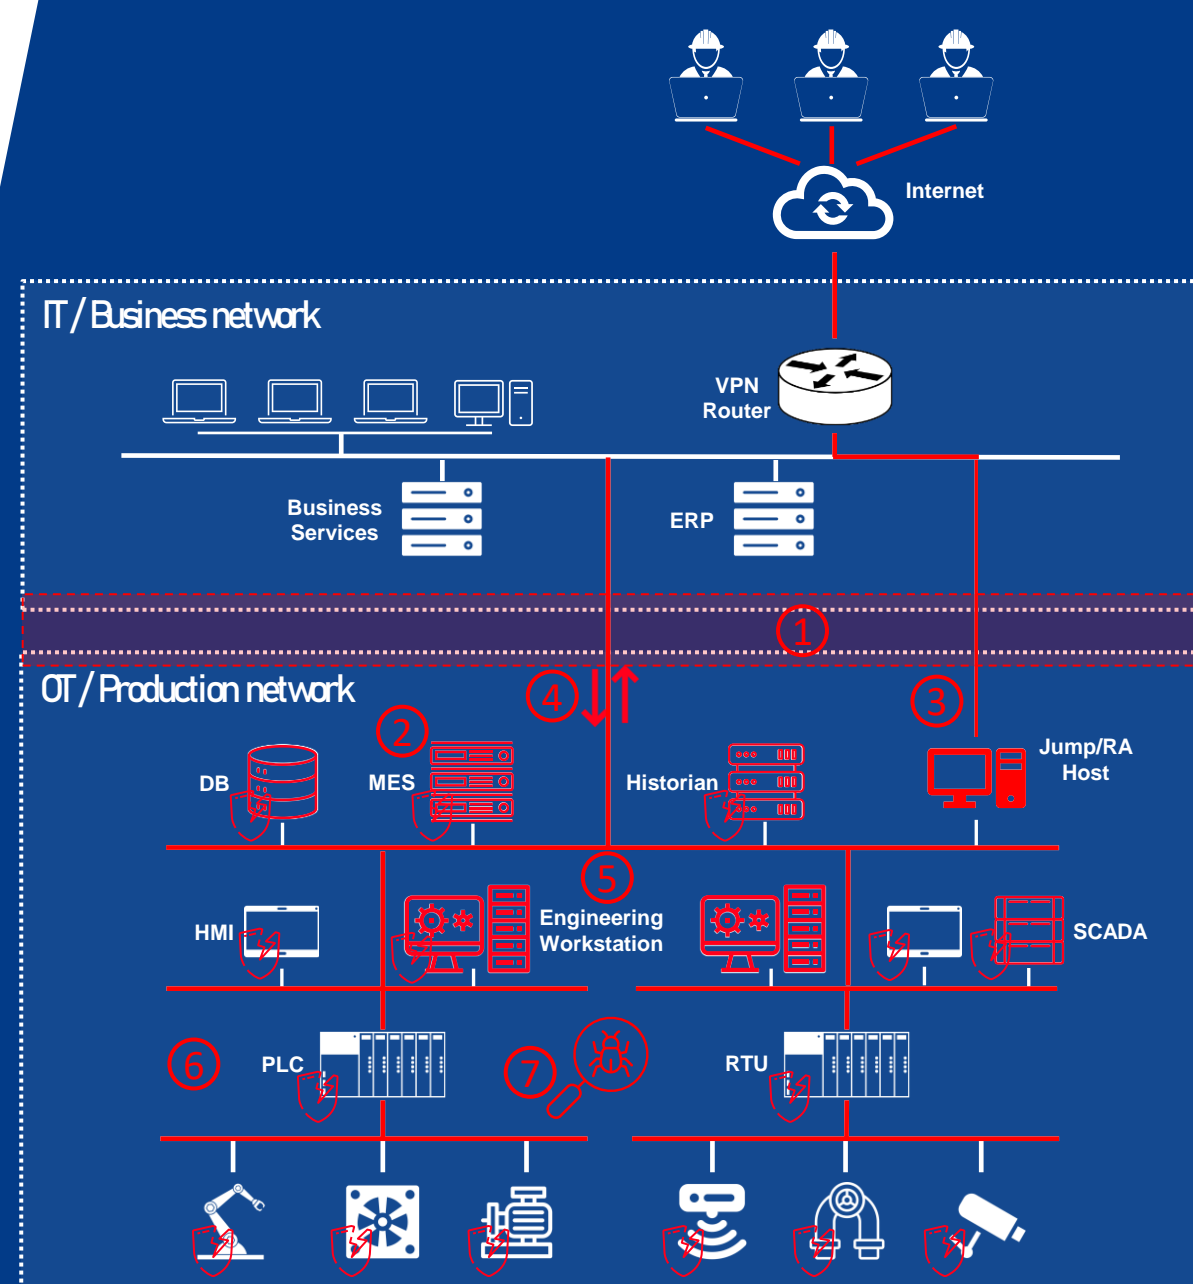 Internet
IT / Business network
VPN
Router
Business
Services
ERP
1
OT / Production network
4
3
2
DB
MES
Historian
Jump/RA
Host
5
HMI
Engineering
Workstation
SCADA
6
PLC
7
RTU